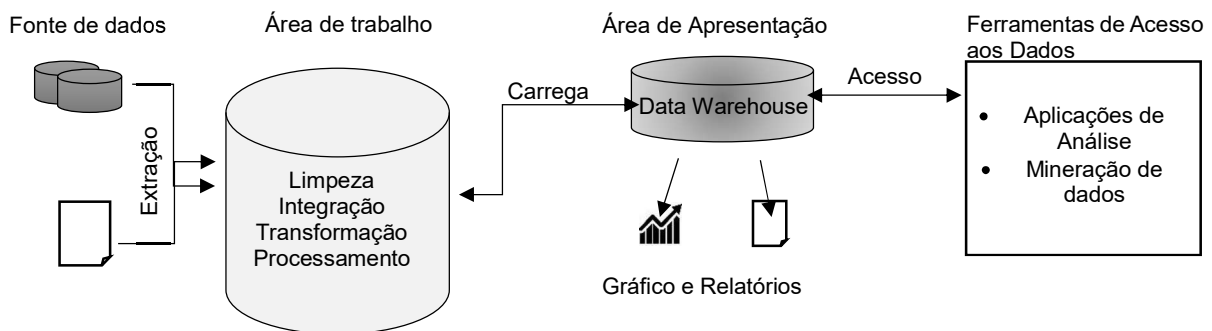 Fonte de dados
Área de trabalho
Área de Apresentação
Ferramentas de Acesso
aos Dados
Extração
Limpeza
Integração
Transformação
Processamento
Carrega
Data Warehouse
Acesso
• Aplicações de
Análise
• Mineração de
dados
Gráfico e Relatórios